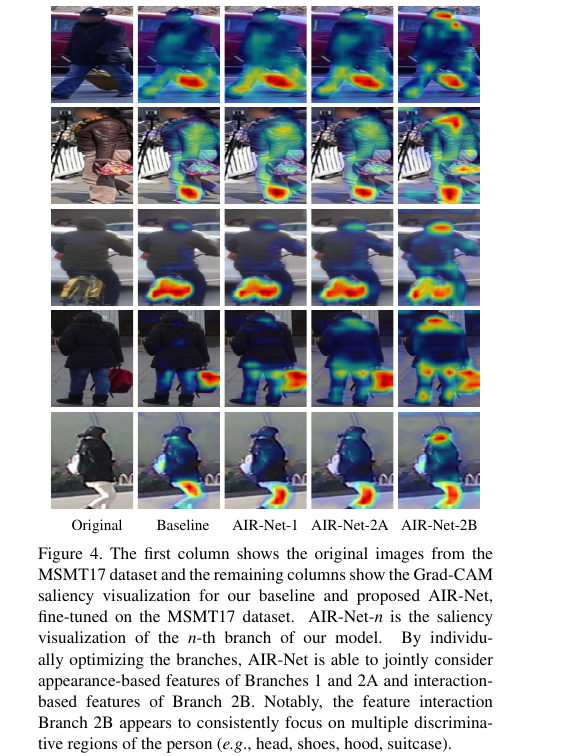 Original Baseline AIR-Net-1 AIR-Net-2A AIR-Net-2B
Figure 4. The first column shows the original images from the
MSMT17 dataset and the remaining columns show the Grad-CAM
saliency visualization for our baseline and proposed AIR-Net,
fine-tuned on the MSMT17 dataset. AIR-Net-n is the saliency
visualization of the n-th branch of our model. By individu-
ally optimizing the branches, AIR-Net is able to jointly consider
appearance-based features of Branches 1 and 2A and interaction-
based features of Branch 2B. Notably, the feature interaction
Branch 2B appears to consistently focus on multiple discrimina-
tive regions of the person (e.g., head, shoes, hood, suitcase).